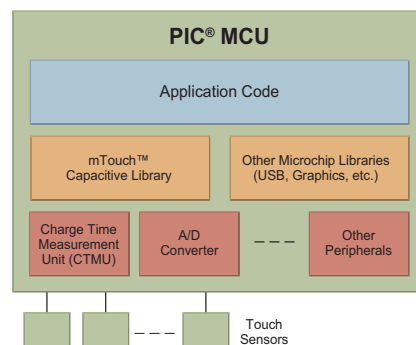 PIC® MCU
Application Code
mTouch™
Capacitive Library
Other Microchip Libraries
(USB, Graphics, etc.)
Charge Time
Measurement
Unit (CTMU)
A/D
Converter
Other
Peripherals
Touch
Sensors